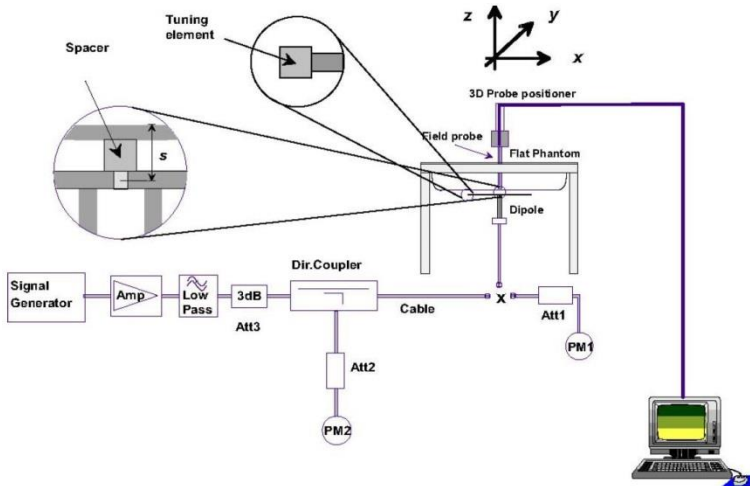 Tuning
element
Spacer
s
z
y
x
3D Probe positioner
Field probe
Flat Phantom
Dipole
Signal
Generator
Amp
Low
Pass
3dB
Att3
Dir.Coupler
Cable
X
Att1
PM1
Att2
PM2